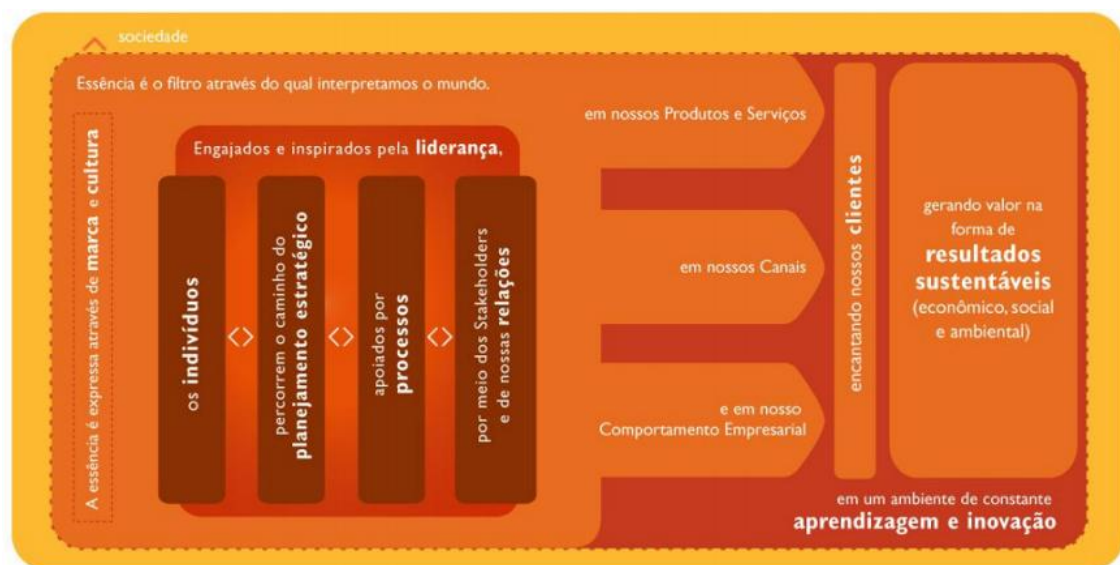 sociedade
Essência é o filtro através do qual interpretamos o mundo.
A essência é expressa através de marca e cultura
Engajados e inspirados pela liderança,
os indivíduos
percorrem o caminho do
planejamento estratégico
apoiados por
processos
por meio dos Stakeholders
e de nossas relações
em nossos Produtos e Serviços
em nossos Canais
e em nosso
Comportamento Empresarial
encantando nossos clientes
gerando valor na
forma de
resultados
sustentáveis
(econômico, social
e ambiental)
em um ambiente de constante
aprendizagem e inovação